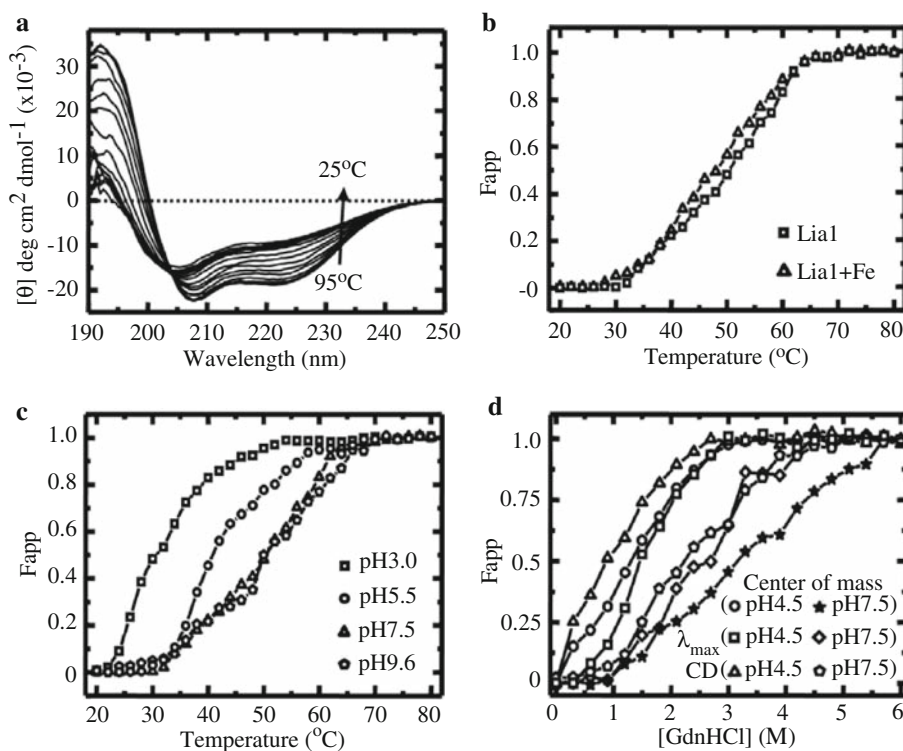 a
[θ] deg cm² dmol⁻¹ (x10⁻³)
30
20
10
0
-10
-20
25°C
95°C
190 200 210 220 230 240 250
Wavelength (nm)
b
Fapp
1.0
0.8
0.6
0.4
0.2
-0
Lia1
Lia1+Fe
20 30 40 50 60 70 80
Temperature (°C)
c
Fapp
1.0
0.8
0.6
0.4
0.2
0
pH3.0
pH5.5
pH7.5
pH9.6
20 30 40 50 60 70 80
Temperature (°C)
d
Fapp
1.0
0.75
0.50
0.25
0
Center of mass
( pH4.5 pH7.5)
λmax ( pH4.5 pH7.5)
CD ( pH4.5 pH7.5)
0 1 2 3 4 5 6
[GdnHCl] (M)